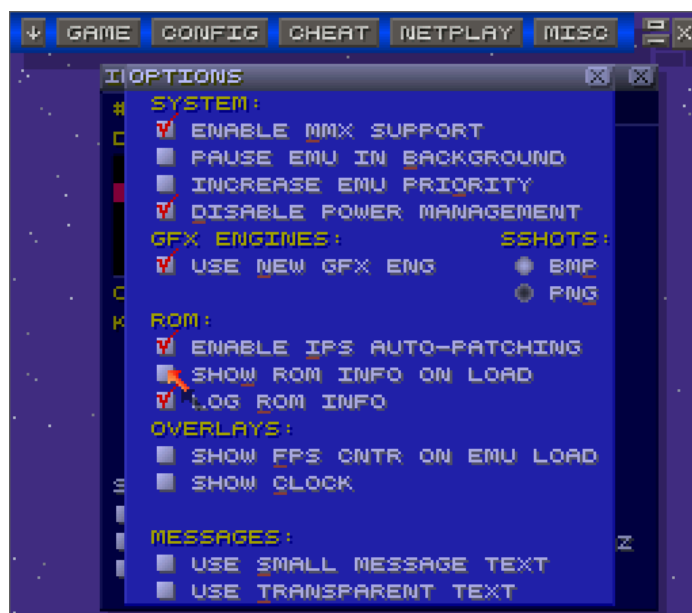 GAME CONFIG CHEAT NETPLAY MISC
OPTIONS
SYSTEM:
ENABLE MMX SUPPORT
PAUSE EMU IN BACKGROUND
INCREASE EMU PRIORITY
DISABLE POWER MANAGEMENT
GFX ENGINES: SSHOTS:
USE NEW GFX ENG BMP
PNG
ROM:
ENABLE IPS AUTO-PATCHING
SHOW ROM INFO ON LOAD
LOG ROM INFO
OVERLAYS:
SHOW FPS CNTR ON EMU LOAD
SHOW CLOCK
MESSAGES:
USE SMALL MESSAGE TEXT
USE TRANSPARENT TEXT